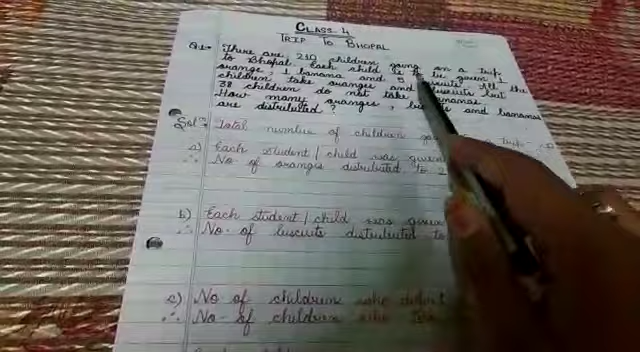 CLASS 4
TRIP TO BHOPAL
Q1- There are 210 children going on a trip
to Bhopal. Each child is to be given 1
orange, 1 banana and 5 biscuits. All the
children take oranges and biscuits but
38 children do not take bananas.
How many oranges, and bananas
are distributed?
Soln- Total number of children
a) Each student/child was given
∴ No of oranges distributed to 2
b) Each student/child was given
∴ No. of biscuits distributed to
c) No of children who
∴ No. of children who